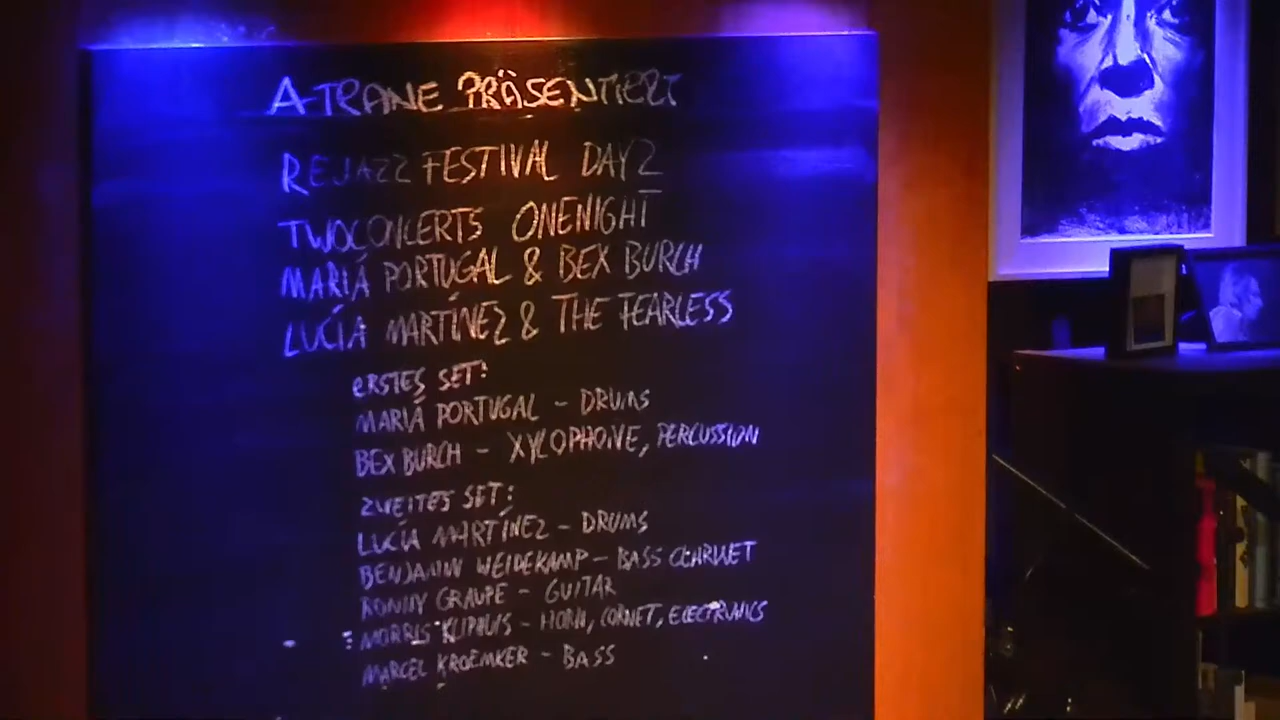 A-TRANE PRÄSENTIERT
REJAZZ FESTIVAL DAY 2
TWOCONCERTS ONENIGHT
MARIÁ PORTUGAL & BEX BURCH
LUCÍA MARTÍNEZ & THE FEARLESS
ERSTES SET:
MARIÁ PORTUGAL - DRUMS
BEX BURCH - XYLOPHONE, PERCUSSION
ZWEITES SET:
LUCÍA MARTÍNEZ - DRUMS
BENJAMIN WEIDEKAMP - BASS CLARINET
RONNY GRAUPE - GUITAR
MORRIS KLIPHUIS - HORN, CORNET, ELECTRONICS
MARCEL KROEMKER - BASS